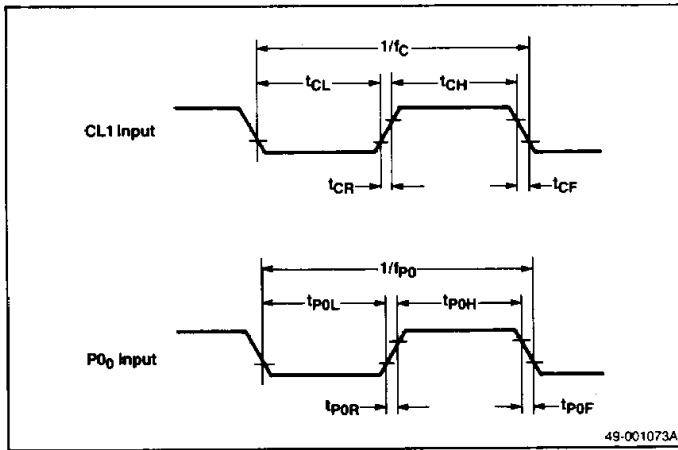 1/fC
tCL
tCH
CL1 Input
tCR
tCF
1/fP0
tP0L
tP0H
P00 Input
tP0R
tP0F
49-001073A